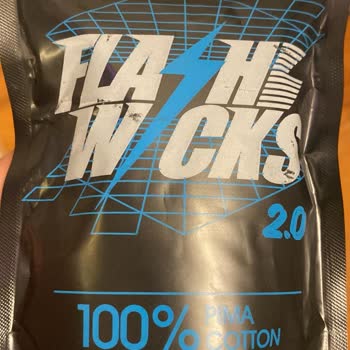 FLASH
WICKS
2.0
100% PIMA
COTTON